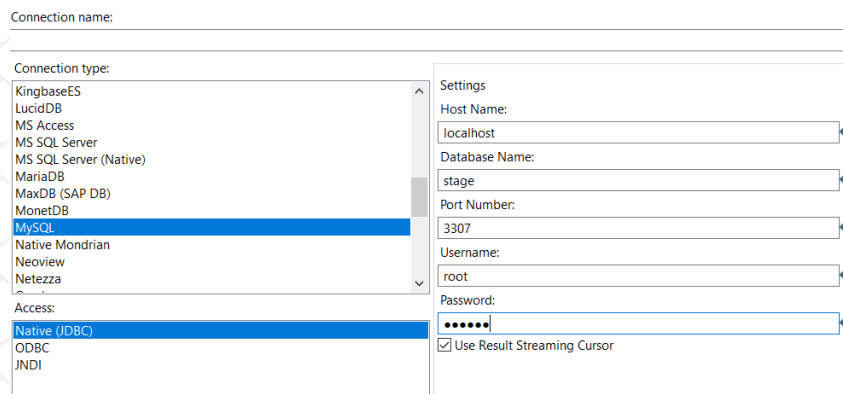 Connection name:
Connection type:
KingbaseES
LucidDB
MS Access
MS SQL Server
MS SQL Server (Native)
MariaDB
MaxDB (SAP DB)
MonetDB
MySQL
Native Mondrian
Neoview
Netezza
Access:
Native (JDBC)
ODBC
JNDI
Settings
Host Name:
localhost
Database Name:
stage
Port Number:
3307
Username:
root
Password:
●●●●●●
Use Result Streaming Cursor